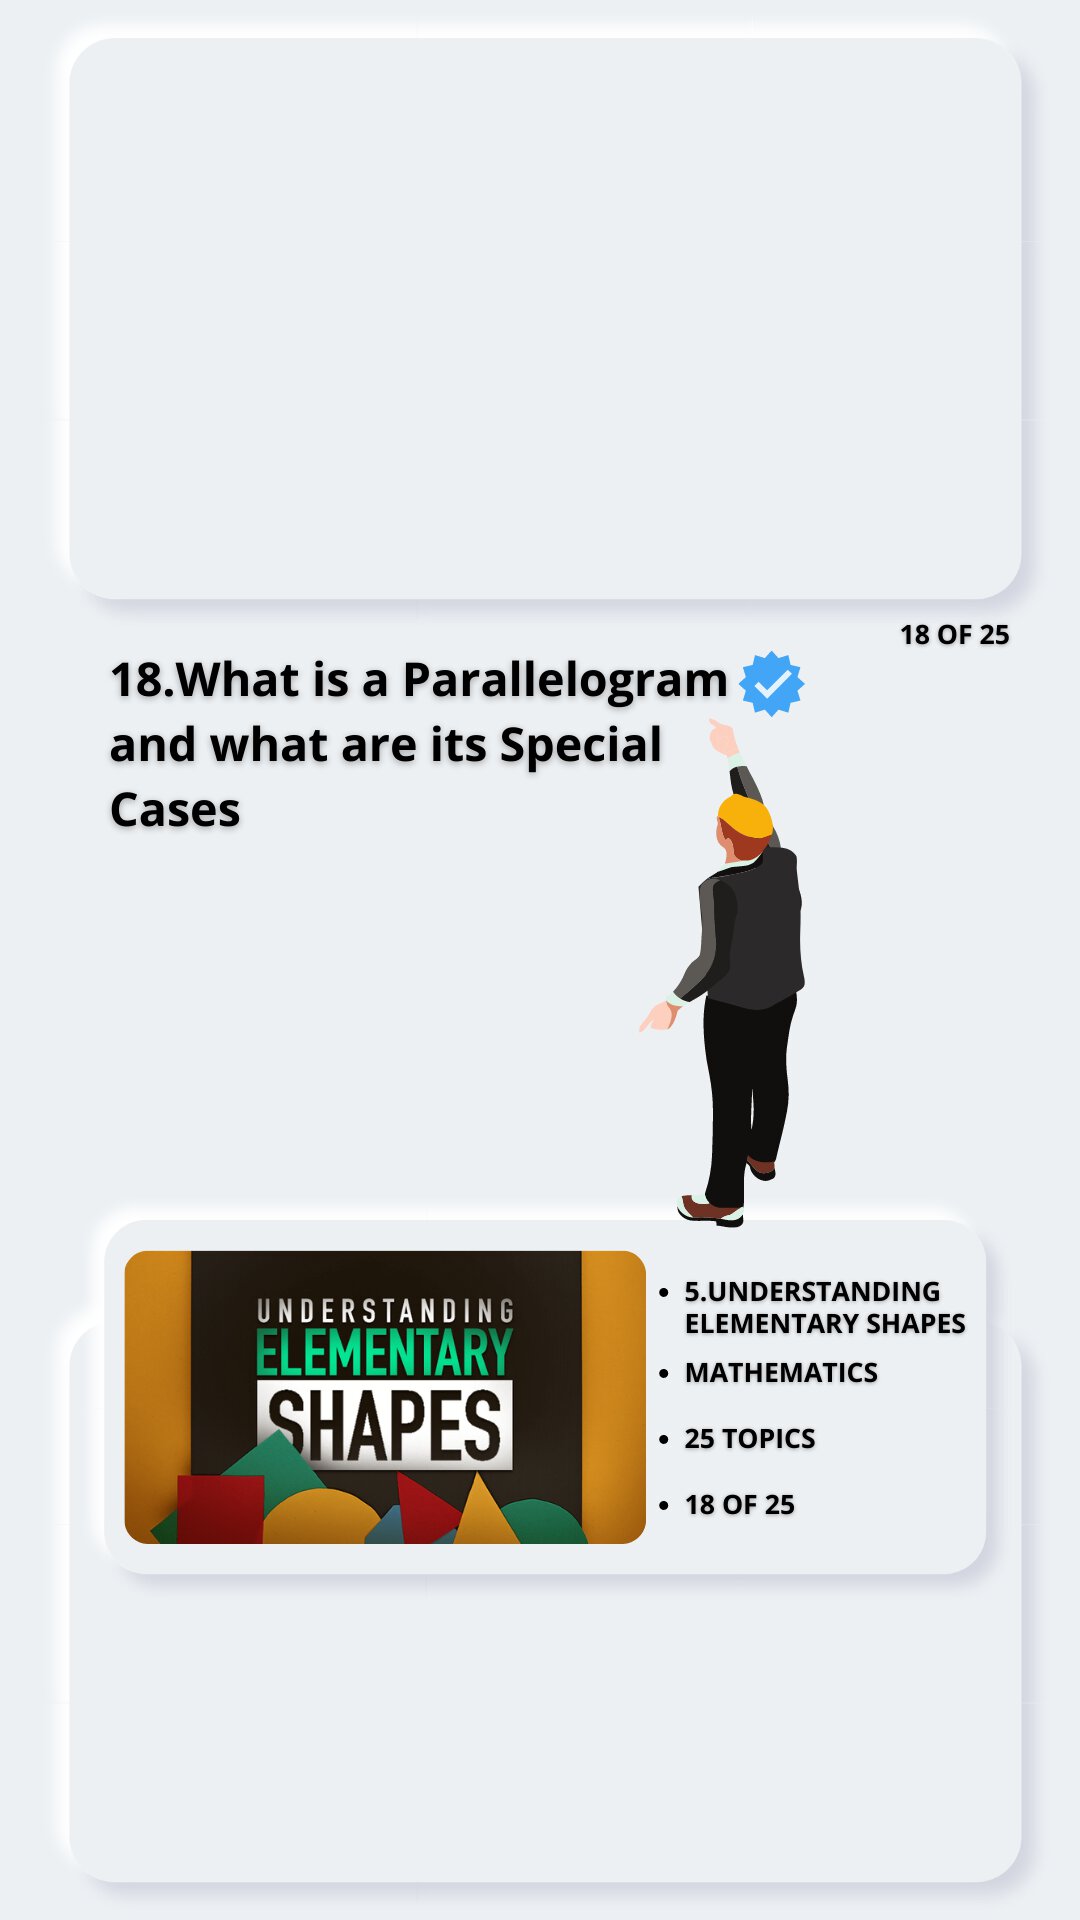 18 OF 25
18.What is a Parallelogram
and what are its Special
Cases
UNDERSTANDING
ELEMENTARY
SHAPES
5.UNDERSTANDING
ELEMENTARY SHAPES
MATHEMATICS
25 TOPICS
18 OF 25